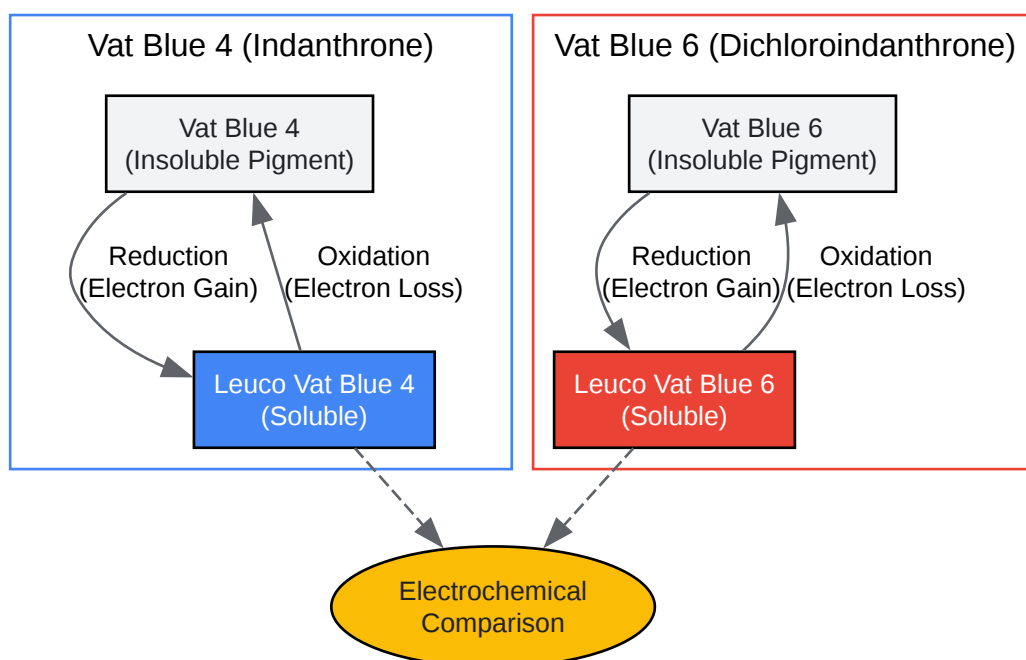 Vat Blue 4 (Indanthrone)
Vat Blue 4
(Insoluble Pigment)
Reduction
(Electron Gain)
Oxidation
(Electron Loss)
Leuco Vat Blue 4
(Soluble)
Vat Blue 6 (Dichloroindanthrone)
Vat Blue 6
(Insoluble Pigment)
Reduction
(Electron Gain)
Oxidation
(Electron Loss)
Leuco Vat Blue 6
(Soluble)
Electrochemical
Comparison